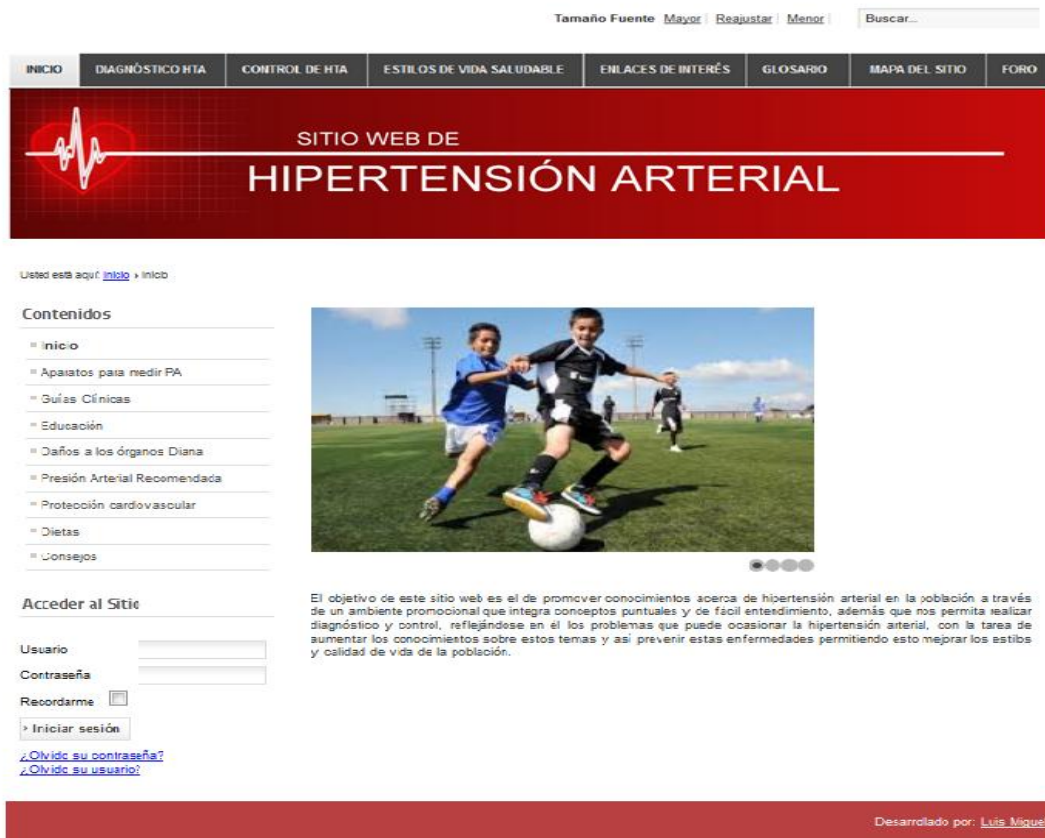 Tamaño Fuente Mayor | Reajustar | Menor | Buscar...
INICIO DIAGNÓSTICO HTA CONTROL DE HTA ESTILOS DE VIDA SALUDABLE ENLACES DE INTERÉS GLOSARIO MAPA DEL SITIO FORO
SITIO WEB DE
HIPERTENSIÓN ARTERIAL
Usted está aquí: Inicio › Inicio
Contenidos
Inicio
Aparatos para medir PA
Guías Clínicas
Educación
Daños a los órganos Diana
Presión Arterial Recomendada
Protección cardiovascular
Dietas
Consejos
Acceder al Sitio
Usuario
Contraseña
Recordarme
› Iniciar sesión
¿Olvido su contraseña?
¿Olvido su usuario?
El objetivo de este sitio web es el de promover conocimientos acerca de hipertensión arterial en la población a través
de un ambiente promocional que integra conceptos puntuales y de fácil entendimiento, además que nos permita realizar
diagnóstico y control, reflejándose en él los problemas que puede ocasionar la hipertensión arterial, con la tarea de
aumentar los conocimientos sobre estos temas y así prevenir estas enfermedades permitiendo esto mejorar los estilos
y calidad de vida de la población.
Desarrollado por: Luis Miguel